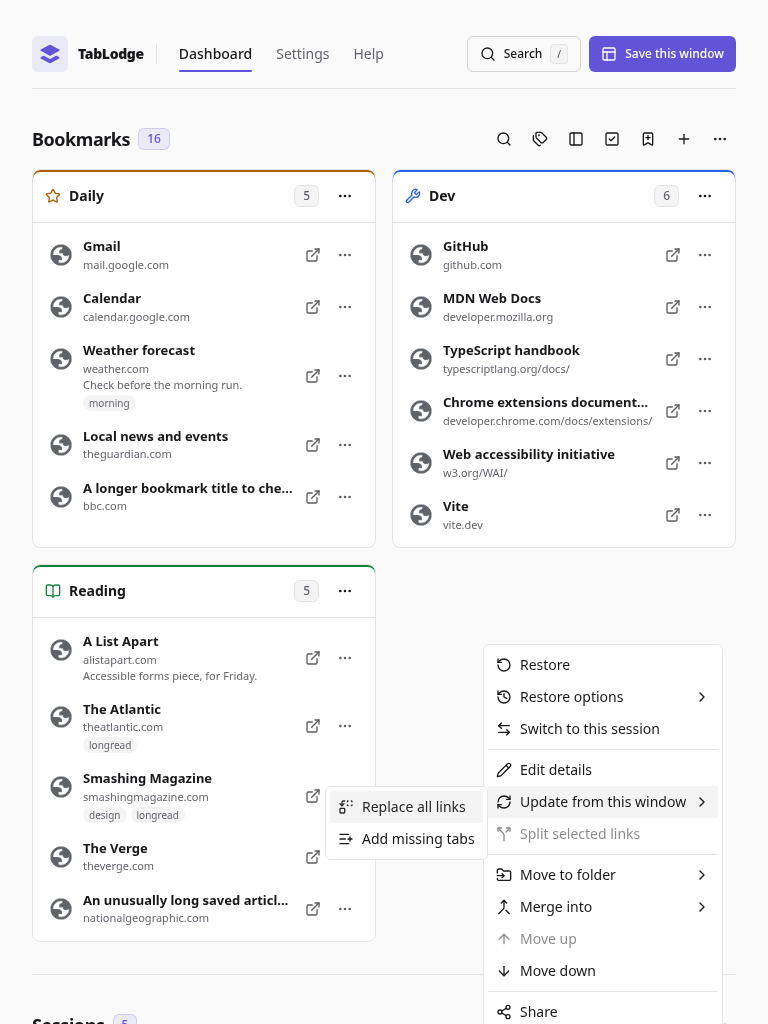 TabLodge
Dashboard
Settings
Help
Search /
Save this window
Bookmarks 16
Daily 5
Gmail
mail.google.com
Calendar
calendar.google.com
Weather forecast
weather.com
Check before the morning run.
morning
Local news and events
theguardian.com
A longer bookmark title to che...
bbc.com
Dev 6
GitHub
github.com
MDN Web Docs
developer.mozilla.org
TypeScript handbook
typescriptlang.org/docs/
Chrome extensions document...
developer.chrome.com/docs/extensions/
Web accessibility initiative
w3.org/WAI/
Vite
vite.dev
Reading 5
A List Apart
alistapart.com
Accessible forms piece, for Friday.
The Atlantic
theatlantic.com
longread
Smashing Magazine
smashingmagazine.com
design longread
The Verge
theverge.com
An unusually long saved articl...
nationalgeographic.com
Restore
Restore options
Switch to this session
Edit details
Update from this window
Split selected links
Move to folder
Merge into
Move up
Move down
Share
Replace all links
Add missing tabs
Sessions 5